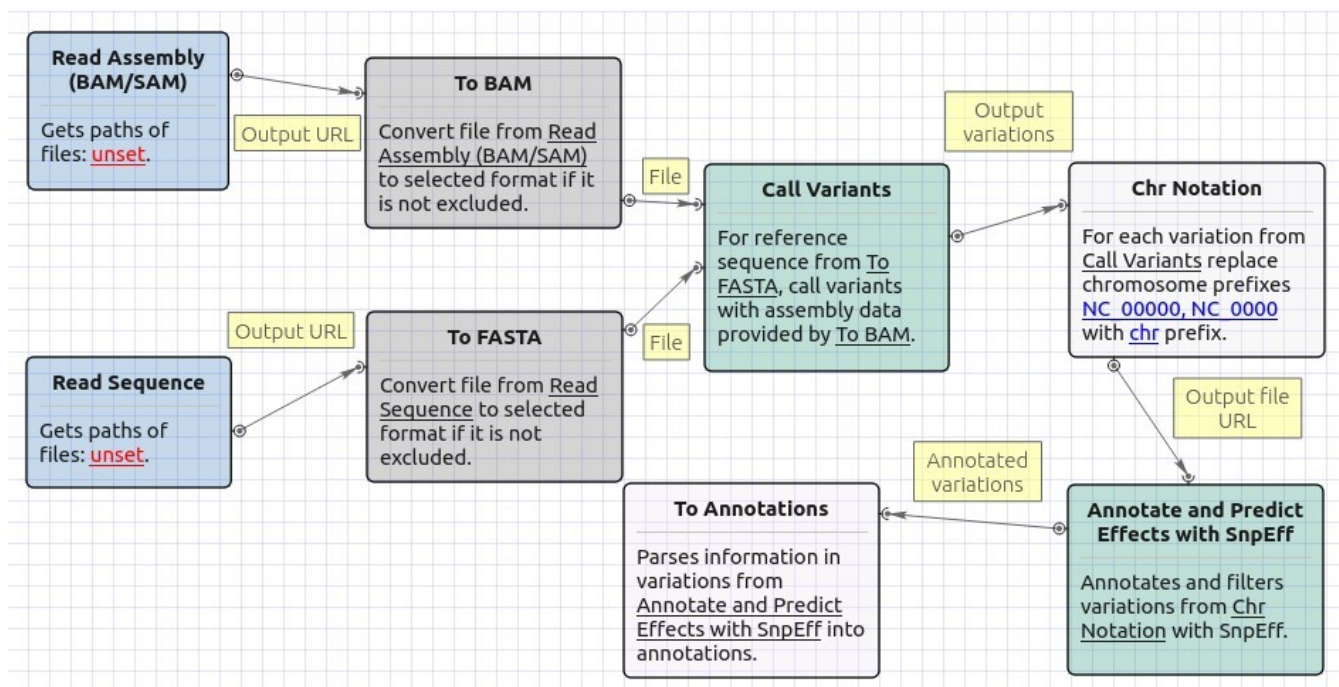 Read Assembly
(BAM/SAM)
Gets paths of
files: unset.
Output URL
To BAM
Convert file from Read
Assembly (BAM/SAM)
to selected format if it
is not excluded.
File
Read Sequence
Gets paths of
files: unset.
Output URL
To FASTA
Convert file from Read
Sequence to selected
format if it is not
excluded.
File
Call Variants
For reference
sequence from To
FASTA, call variants
with assembly data
provided by To BAM.
Output
variations
Chr Notation
For each variation from
Call Variants replace
chromosome prefixes
NC_00000, NC_0000
with chr prefix.
Output file
URL
Annotate and Predict
Effects with SnpEff
Annotates and filters
variations from Chr
Notation with SnpEff.
Annotated
variations
To Annotations
Parses information in
variations from
Annotate and Predict
Effects with SnpEff into
annotations.